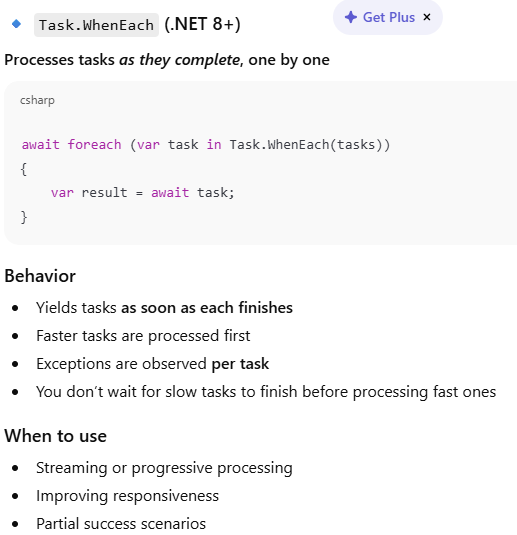 Task.WhenEach (.NET 8+)
Get Plus ×
Processes tasks as they complete, one by one
csharp
await foreach (var task in Task.WhenEach(tasks))
{
    var result = await task;
}
Behavior
• Yields tasks as soon as each finishes
• Faster tasks are processed first
• Exceptions are observed per task
• You don’t wait for slow tasks to finish before processing fast ones
When to use
• Streaming or progressive processing
• Improving responsiveness
• Partial success scenarios